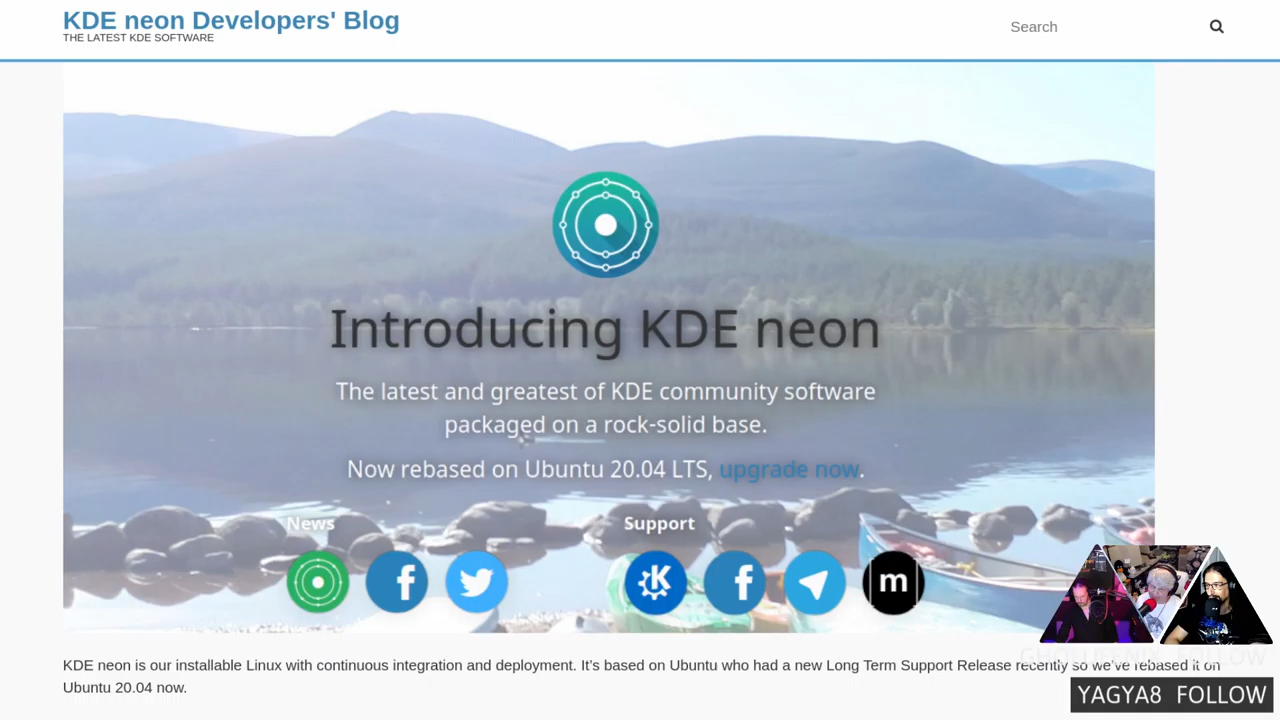 KDE neon Developers' Blog
THE LATEST KDE SOFTWARE
Search
Introducing KDE neon
The latest and greatest of KDE community software
packaged on a rock-solid base.
Now rebased on Ubuntu 20.04 LTS, upgrade now.
News
Support
f
f
K
m
KDE neon is our installable Linux with continuous integration and deployment. It's based on Ubuntu who had a new Long Term Support Release recently so we've rebased it on
Ubuntu 20.04 now.
FOLLOW
YAGYA8 FOLLOW